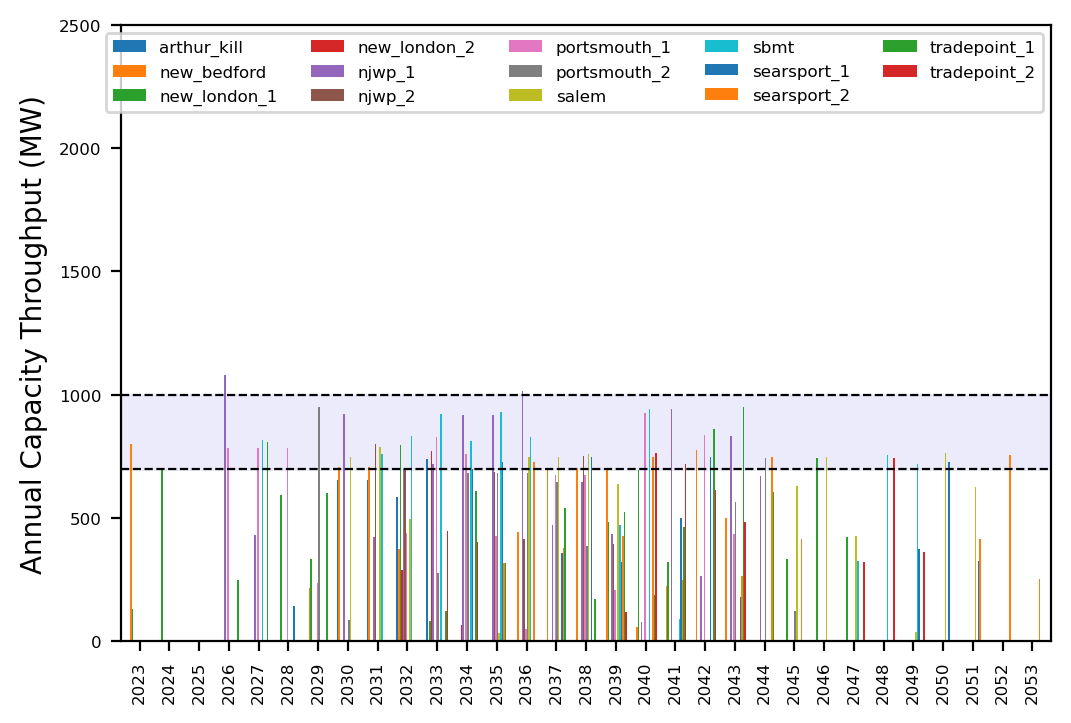 Annual Capacity Throughput (MW)
2500
2000
1500
1000
500
0
arthur_kill
new_bedford
new_london_1
new_london_2
njwp_1
njwp_2
portsmouth_1
portsmouth_2
salem
sbmt
searsport_1
searsport_2
tradepoint_1
tradepoint_2
2023
2024
2025
2026
2027
2028
2029
2030
2031
2032
2033
2034
2035
2036
2037
2038
2039
2040
2041
2042
2043
2044
2045
2046
2047
2048
2049
2050
2051
2052
2053